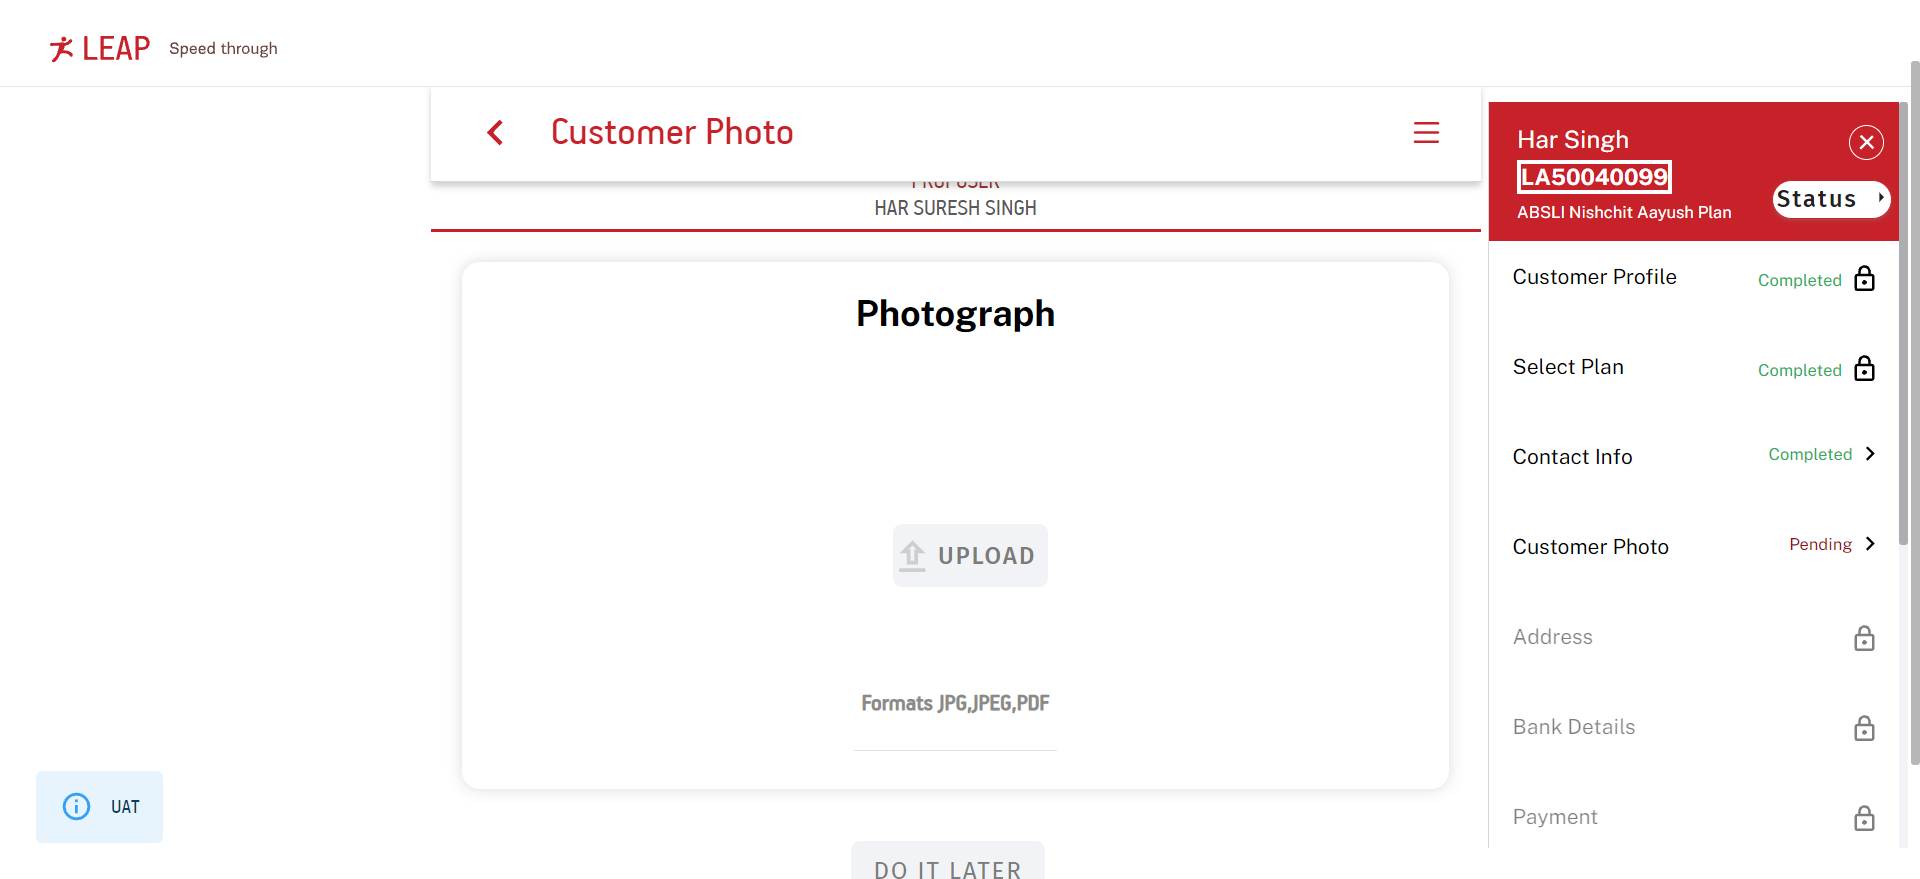 LEAP Speed through
Customer Photo
PROPOSER
HAR SURESH SINGH
Photograph
UPLOAD
Formats JPG,JPEG,PDF
DO IT LATER
UAT
Har Singh
LA50040099
ABSLI Nishchit Aayush Plan
Status
Customer Profile Completed
Select Plan Completed
Contact Info Completed
Customer Photo Pending
Address
Bank Details
Payment